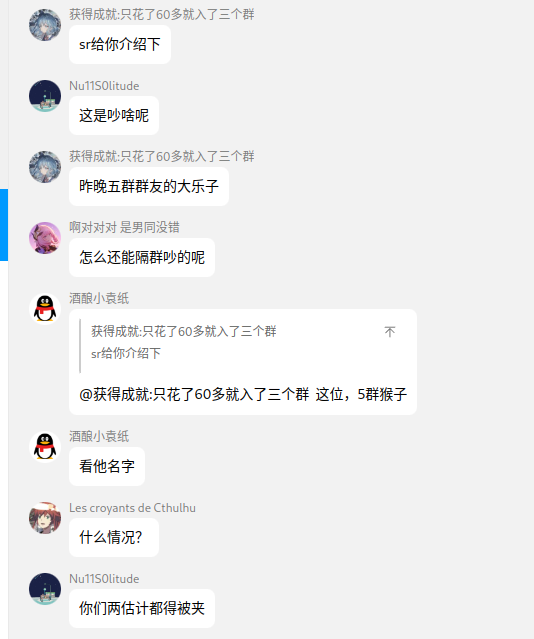 获得成就:只花了60多就入了三个群
sr给你介绍下
Nu11S0litude
这是吵啥呢
获得成就:只花了60多就入了三个群
昨晚五群群友的大乐子
啊对对对 是男同没错
怎么还能隔群吵的呢
酒酿小袁纸
获得成就:只花了60多就入了三个群
sr给你介绍下
@获得成就:只花了60多就入了三个群 这位，5群猴子
酒酿小袁纸
看他名字
Les croyants de Cthulhu
什么情况？
Nu11S0litude
你们两估计都得被夹